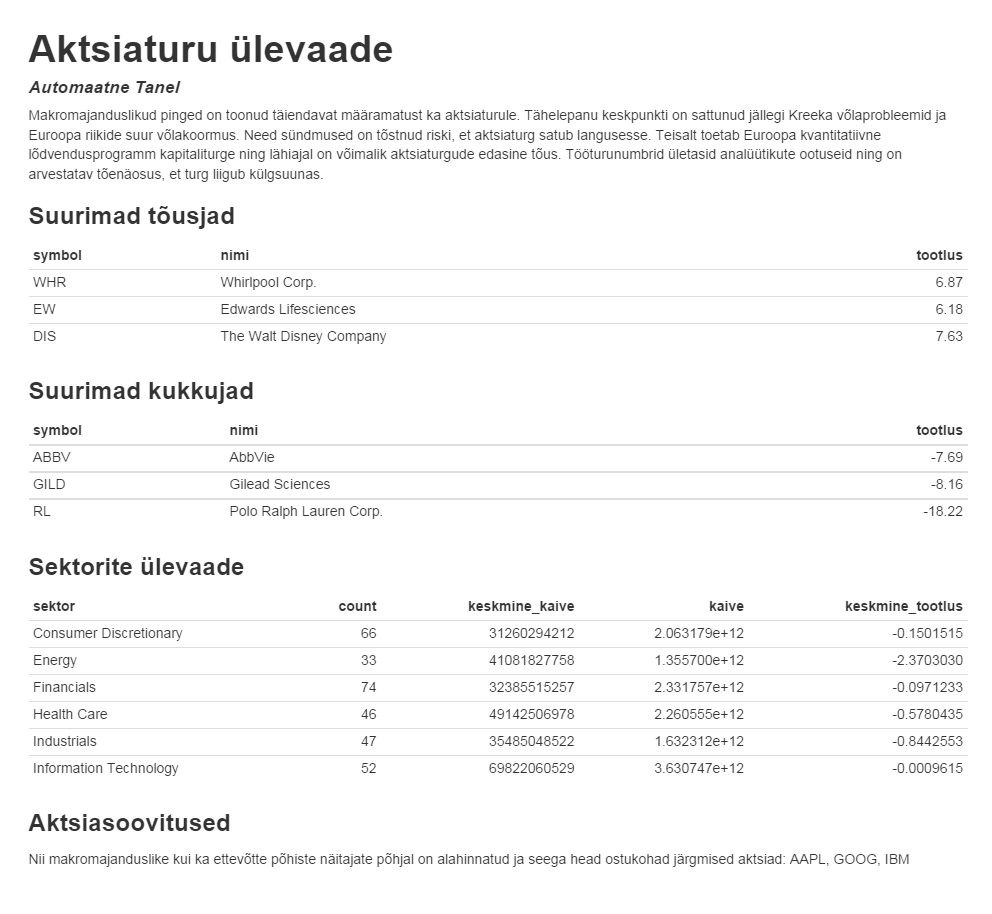 Aktsiaturu ülevaade
Automaatne Tanel
Makromajanduslikud pinged on toonud täiendavat määramatust ka aktsiaturule. Tähelepanu keskpunkti on sattunud jällegi Kreeka võlaprobleemid ja
Euroopa riikide suur võlakoormus. Need sündmused on tõstnud riski, et aktsiaturg satub langusesse. Teisalt toetab Euroopa kvantitatiivne
lõdvendusprogramm kapitaliturge ning lähiajal on võimalik aktsiaturgude edasine tõus. Tööturunumbrid ületasid analüütikute ootuseid ning on
arvestatav tõenäosus, et turg liigub külgsuunas.
Suurimad tõusjad
symbol nimi tootlus
WHR Whirlpool Corp. 6.87
EW Edwards Lifesciences 6.18
DIS The Walt Disney Company 7.63
Suurimad kukkujad
symbol nimi tootlus
ABBV AbbVie -7.69
GILD Gilead Sciences -8.16
RL Polo Ralph Lauren Corp. -18.22
Sektorite ülevaade
sektor count keskmine_kaive kaive keskmine_tootlus
Consumer Discretionary 66 31260294212 2.063179e+12 -0.1501515
Energy 33 41081827758 1.355700e+12 -2.3703030
Financials 74 32385515257 2.331757e+12 -0.0971233
Health Care 46 49142506978 2.260555e+12 -0.5780435
Industrials 47 35485048522 1.632312e+12 -0.8442553
Information Technology 52 69822060529 3.630747e+12 -0.0009615
Aktsiasoovitused
Nii makromajanduslike kui ka ettevõtte põhiste näitajate põhjal on alahinnatud ja seega head ostukohad järgmised aktsiad: AAPL, GOOG, IBM